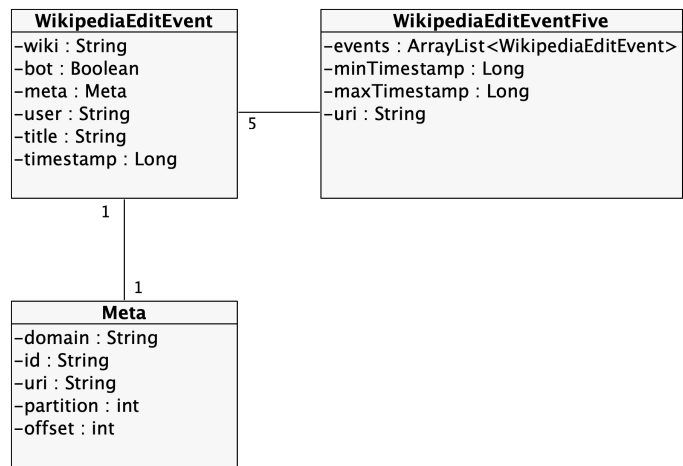 WikipediaEditEvent
-wiki : String
-bot : Boolean
-meta : Meta
-user : String
-title : String
-timestamp : Long
WikipediaEditEventFive
-events : ArrayList<WikipediaEditEvent>
-minTimestamp : Long
-maxTimestamp : Long
-uri : String
5
1
1
Meta
-domain : String
-id : String
-uri : String
-partition : int
-offset : int